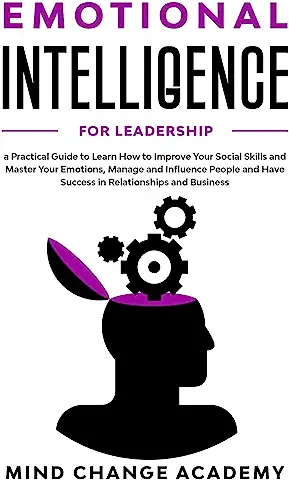 EMOTIONAL
INTELLIGENCE
FOR LEADERSHIP
a Practical Guide to Learn How to Improve Your Social Skills and
Master Your Emotions, Manage and Influence People and Have
Success in Relationships and Business
MIND CHANGE ACADEMY